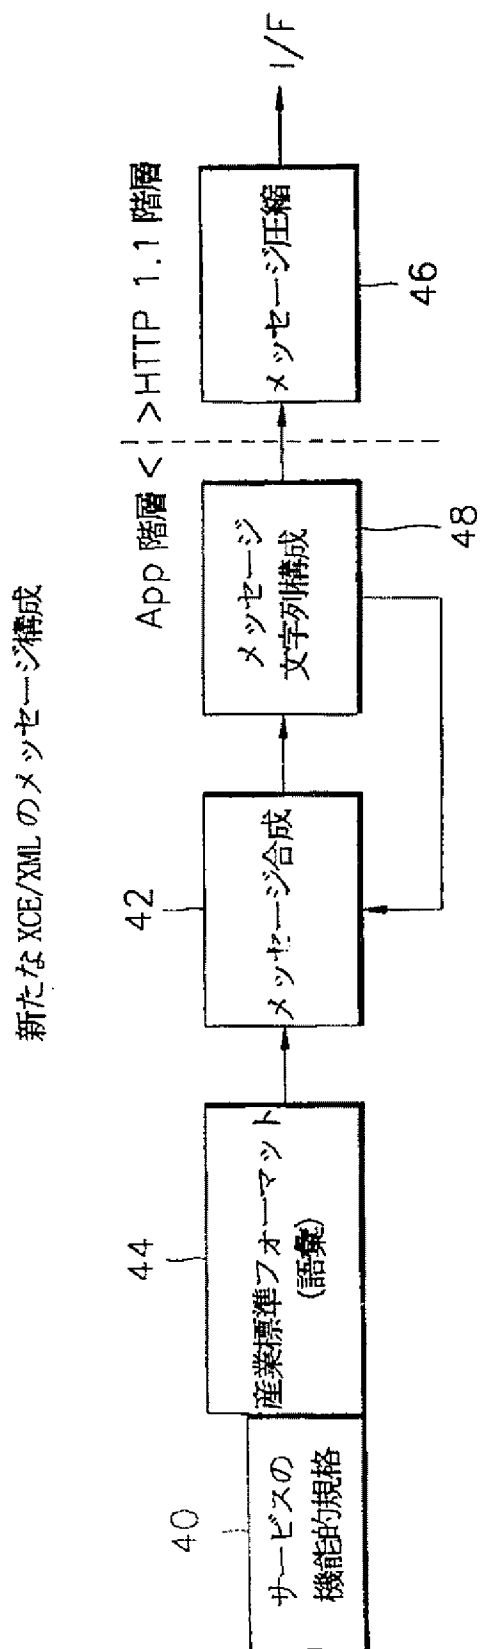 新たな XCE/XML のメッセージ構成
App 階層 < > HTTP 1.1 階層
40
サービスの
機能的規格
44
産業標準フォーマット
(語彙)
42
メッセージ合成
メッセージ
文字列構成
48
メッセージ圧縮
46
I/F